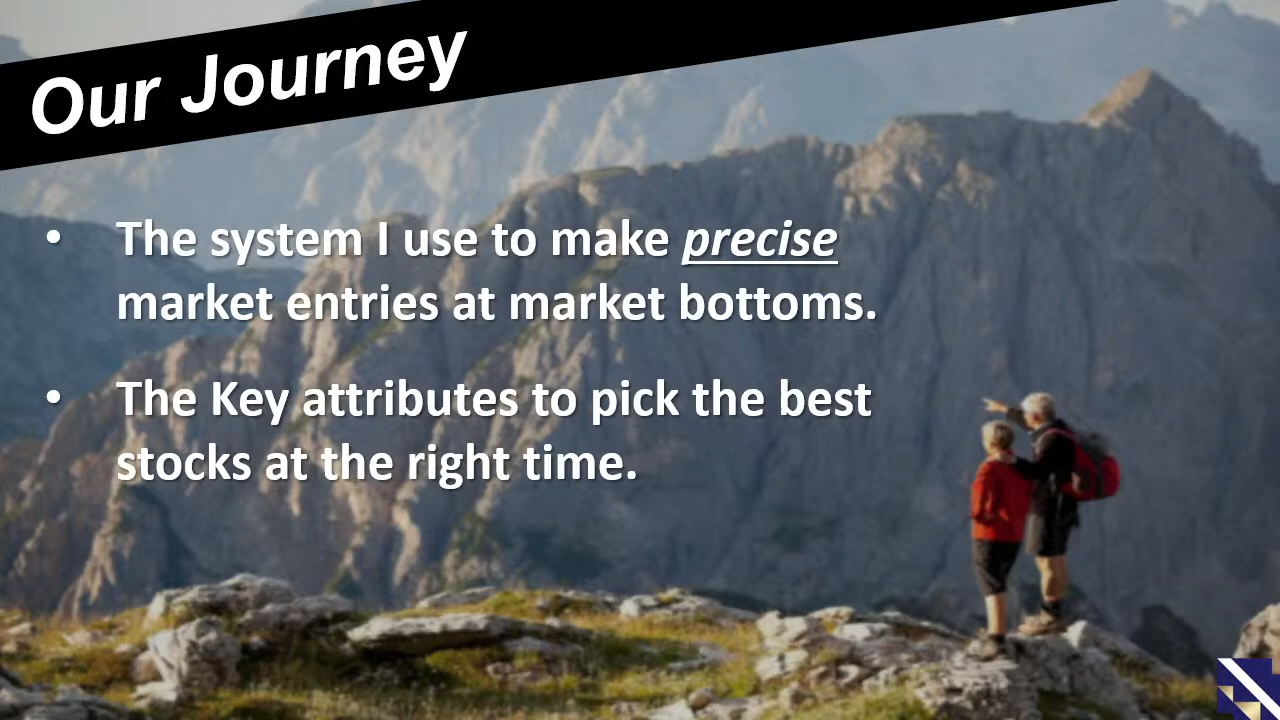 Our Journey
• The system I use to make precise
market entries at market bottoms.
• The Key attributes to pick the best
stocks at the right time.